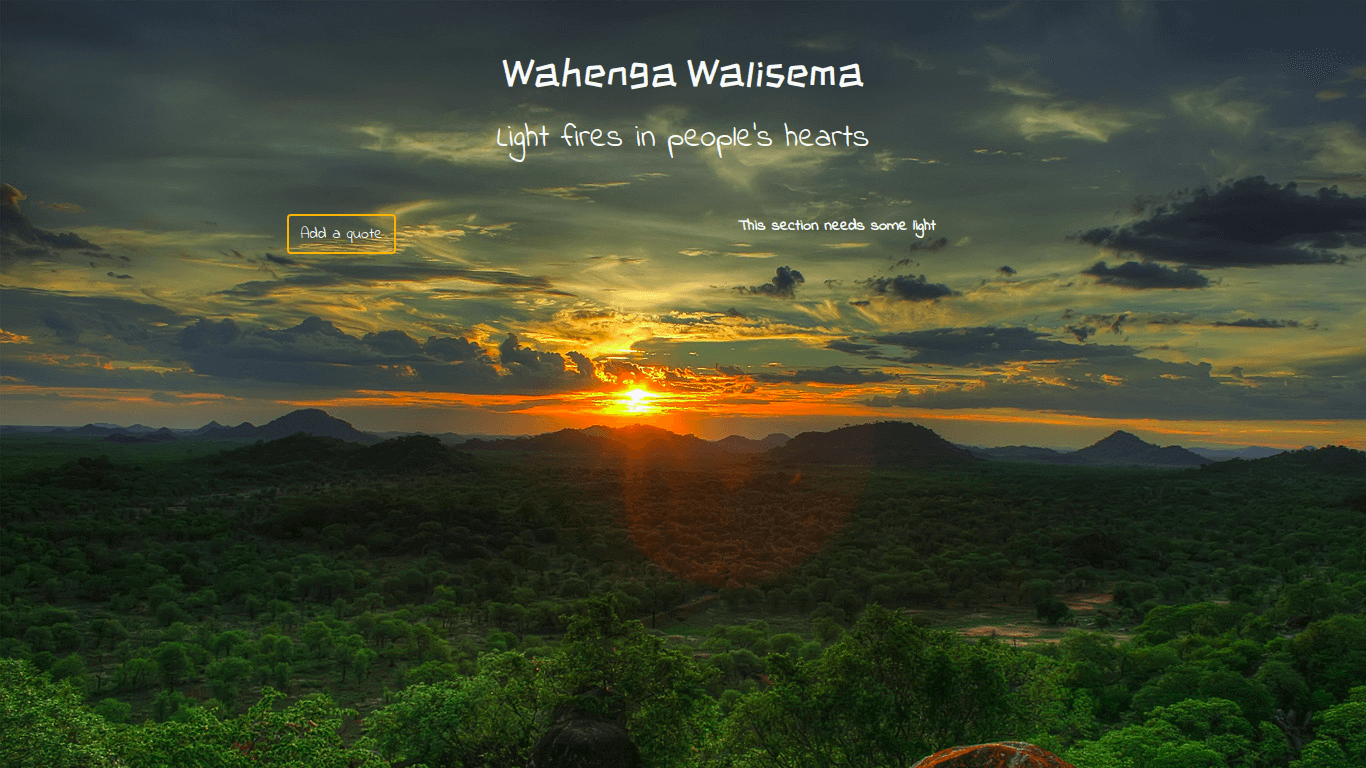 Wahenga Walisema
Light fires in people's hearts
Add a quote
This section needs some light